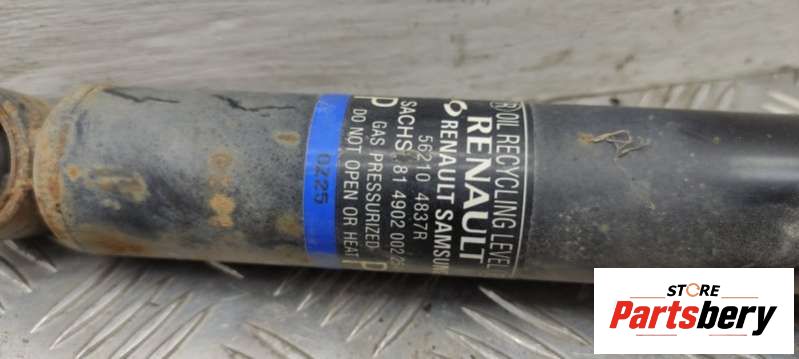 OIL RECYCLING LEVEL
RENAULT
RENAULT SAMSUN
56210 4837R
SACHS 81 4902 002
GAS PRESSURIZED
DO NOT OPEN OR HEAT
P
P
0Z25
STORE
Partsbery